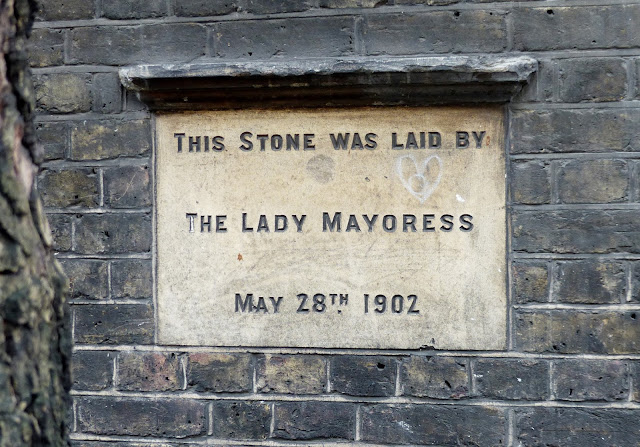 THIS STONE WAS LAID BY
THE LADY MAYORESS
MAY 28TH 1902